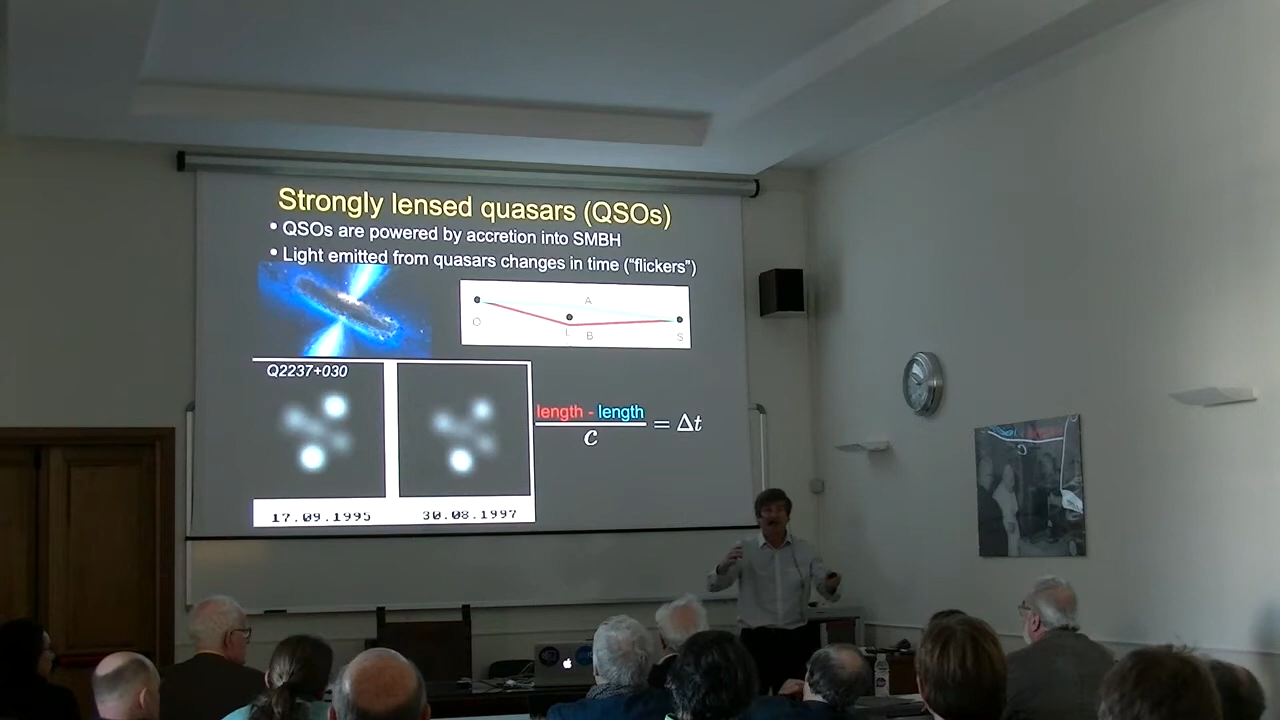 Strongly lensed quasars (QSOs)
• QSOs are powered by accretion into SMBH
• Light emitted from quasars changes in time (“flickers”)
A
O
L
B
S
Q2237+030
length - length
c
= Δt
17.09.1995
30.08.1997